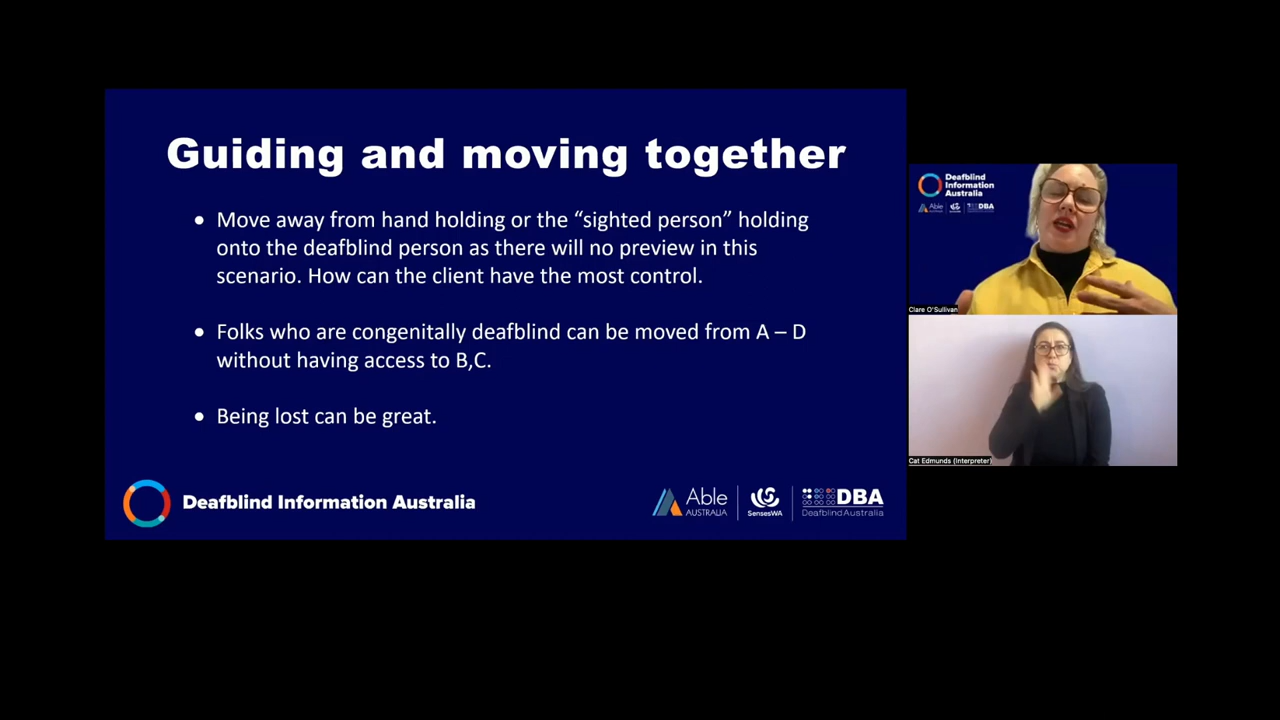 Guiding and moving together
• Move away from hand holding or the “sighted person” holding
onto the deafblind person as there will no preview in this
scenario. How can the client have the most control.
• Folks who are congenitally deafblind can be moved from A – D
without having access to B,C.
• Being lost can be great.
Deafblind Information Australia
Able
AUSTRALIA
SensesWA
DBA
Deafblind Australia
Deafblind
Information
Australia
Able
DBA
Clare O'Sullivan
Cat Edmunds (Interpreter)